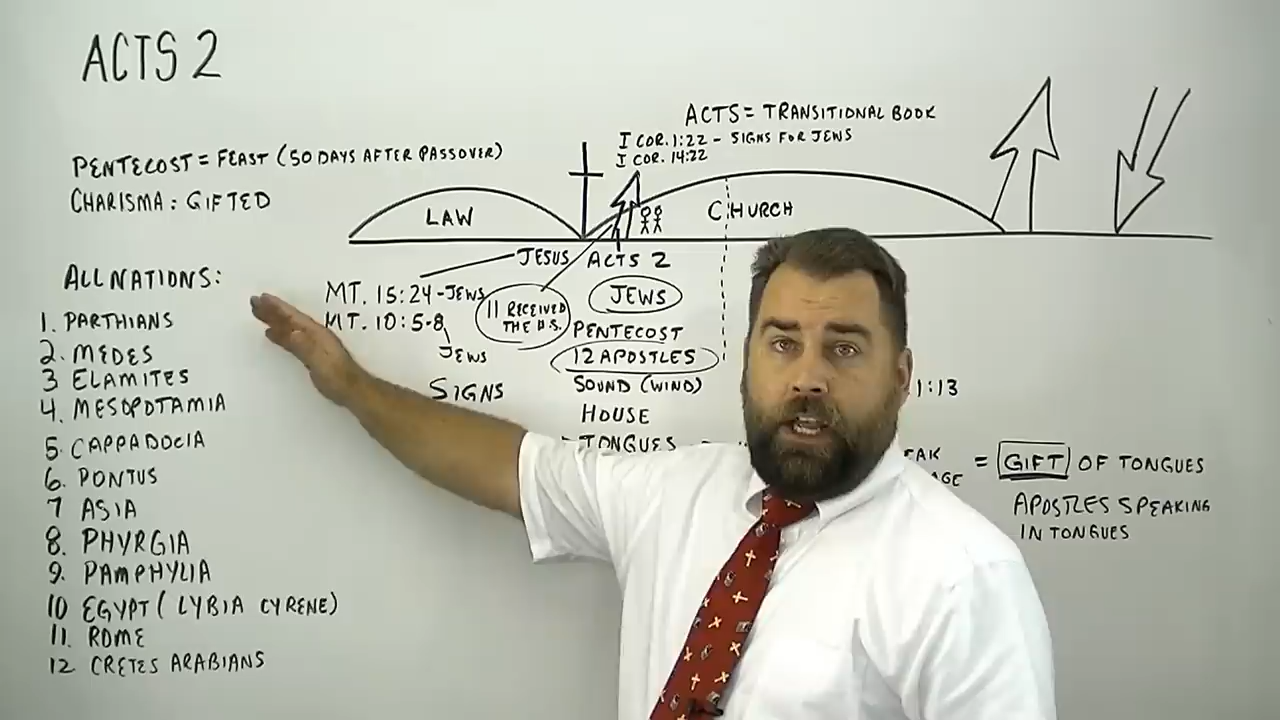 ACTS 2
ACTS = TRANSITIONAL BOOK
I COR. 1:22 - SIGNS FOR JEWS
I COR. 14:22
PENTECOST = FEAST (50 DAYS AFTER PASSOVER)
CHARISMA: GIFTED
LAW
CHURCH
ALL NATIONS:
1. PARTHIANS
2. MEDES
3 ELAMITES
4. MESOPOTAMIA
5. CAPPADOCIA
6. PONTUS
7 ASIA
8. PHYRGIA
9. PAMPHYLIA
10 EGYPT ( LYBIA CYRENE)
11. ROME
12 CRETES ARABIANS
JESUS
MT. 15:24 - JEWS
MT. 10:5-8
JEWS
SIGNS
11 RECEIVED
THE H.S.
ACTS 2
JEWS
PENTECOST
12 APOSTLES
SOUND (WIND)
HOUSE
- TONGUES
1:13
= GIFT OF TONGUES
APOSTLES SPEAKING
IN TONGUES